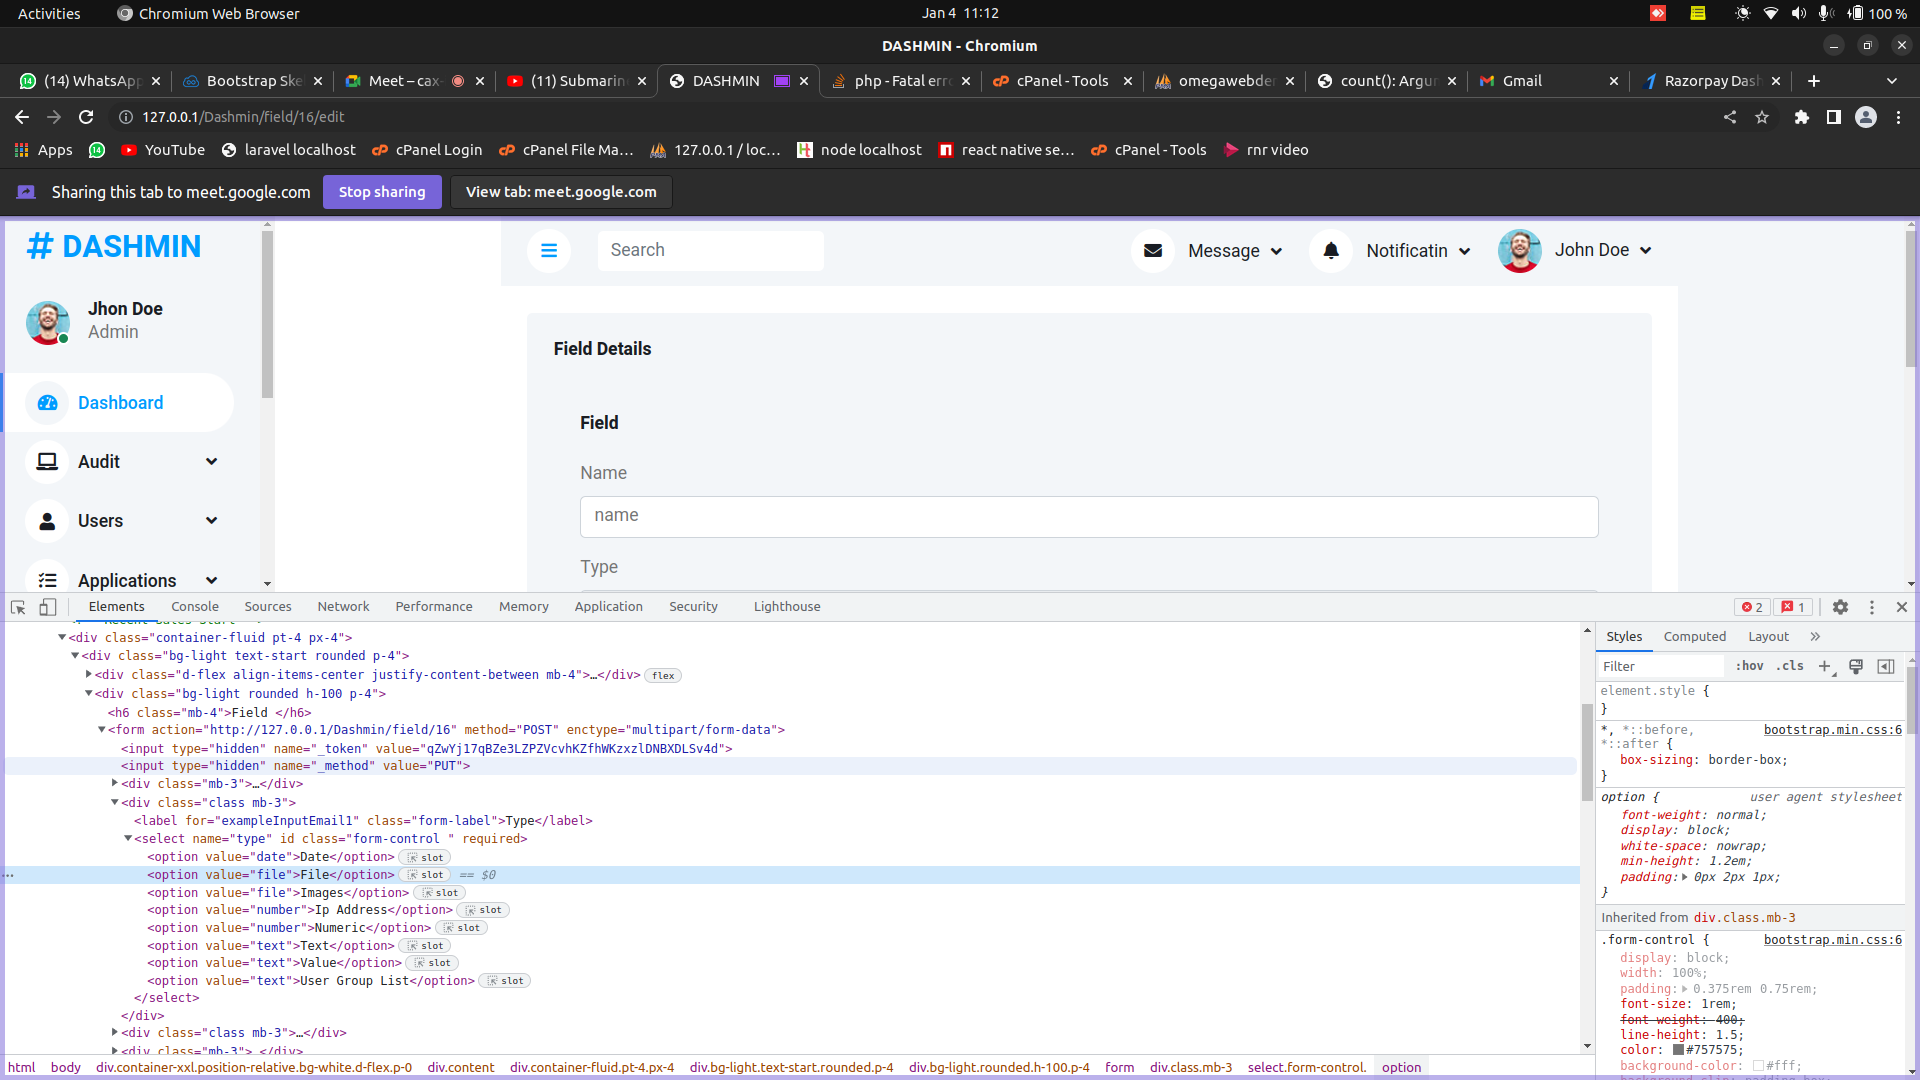 Activities
Chromium Web Browser
Jan 4 11:12
100 %
DASHMIN - Chromium
(14) WhatsApp
Bootstrap Ske
Meet – cax-
(11) Submarin
DASHMIN
php - Fatal erro
cPanel - Tools
omegawebder
count(): Argun
Gmail
Razorpay Dash
127.0.0.1/Dashmin/field/16/edit
Apps
14
YouTube
laravel localhost
cPanel Login
cPanel File Ma…
127.0.0.1 / loc…
node localhost
react native se…
cPanel - Tools
rnr video
Sharing this tab to meet.google.com
Stop sharing
View tab: meet.google.com
# DASHMIN
Search
Message
Notificatin
John Doe
Jhon Doe
Admin
Dashboard
Audit
Users
Applications
Field Details
Field
Name
name
Type
Elements
Console
Sources
Network
Performance
Memory
Application
Security
Lighthouse
2
1
<div class="container-fluid pt-4 px-4">
<div class="bg-light text-start rounded p-4">
<div class="d-flex align-items-center justify-content-between mb-4">…</div> flex
<div class="bg-light rounded h-100 p-4">
<h6 class="mb-4">Field </h6>
<form action="http://127.0.0.1/Dashmin/field/16" method="POST" enctype="multipart/form-data">
<input type="hidden" name="_token" value="qZwYj17qBZe3LZPZVcvhKZfhWKzxzlDNBXDLSv4d">
<input type="hidden" name="_method" value="PUT">
<div class="mb-3">…</div>
<div class="class mb-3">
<label for="exampleInputEmail1" class="form-label">Type</label>
<select name="type" id class="form-control " required>
<option value="date">Date</option> slot
<option value="file">File</option> slot == $0
<option value="file">Images</option> slot
<option value="number">Ip Address</option> slot
<option value="number">Numeric</option> slot
<option value="text">Text</option> slot
<option value="text">Value</option> slot
<option value="text">User Group List</option> slot
</select>
</div>
<div class="class mb-3">…</div>
<div class="mb-3">…</div>
html
body
div.container-xxl.position-relative.bg-white.d-flex.p-0
div.content
div.container-fluid.pt-4.px-4
div.bg-light.text-start.rounded.p-4
div.bg-light.rounded.h-100.p-4
form
div.class.mb-3
select.form-control.
option
Styles
Computed
Layout
Filter
:hov
.cls
element.style {
}
*, *::before, bootstrap.min.css:6
*::after {
box-sizing: border-box;
}
option { user agent stylesheet
font-weight: normal;
display: block;
white-space: nowrap;
min-height: 1.2em;
padding: 0px 2px 1px;
}
Inherited from div.class.mb-3
.form-control { bootstrap.min.css:6
display: block;
width: 100%;
padding: 0.375rem 0.75rem;
font-size: 1rem;
font-weight: 400;
line-height: 1.5;
color: #757575;
background-color: #fff;
background-clip: padding-box;